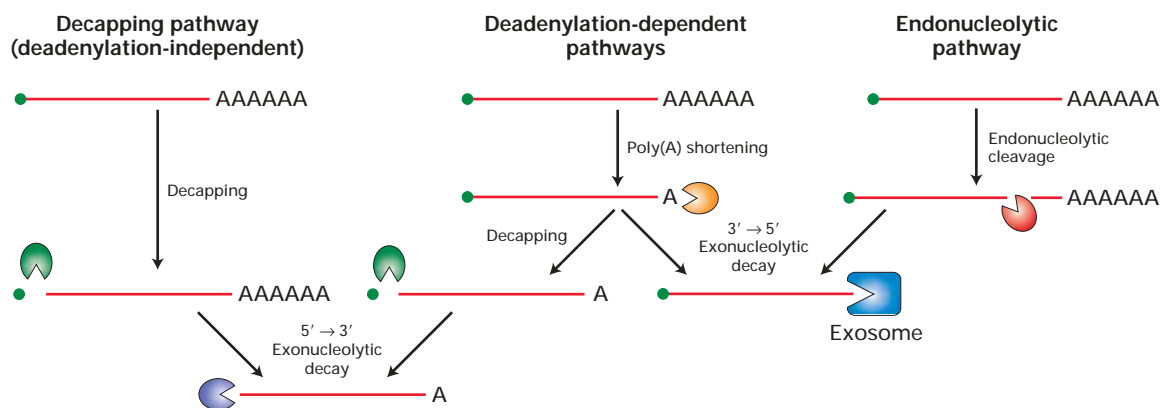 Decapping pathway
(deadenylation-independent)
Deadenylation-dependent
pathways
Endonucleolytic
pathway
AAAAAA
AAAAAA
AAAAAA
Decapping
Poly(A) shortening
Endonucleolytic
cleavage
A
AAAAAA
Decapping
3′ → 5′
Exonucleolytic
decay
AAAAAA
A
Exosome
5′ → 3′
Exonucleolytic
decay
A